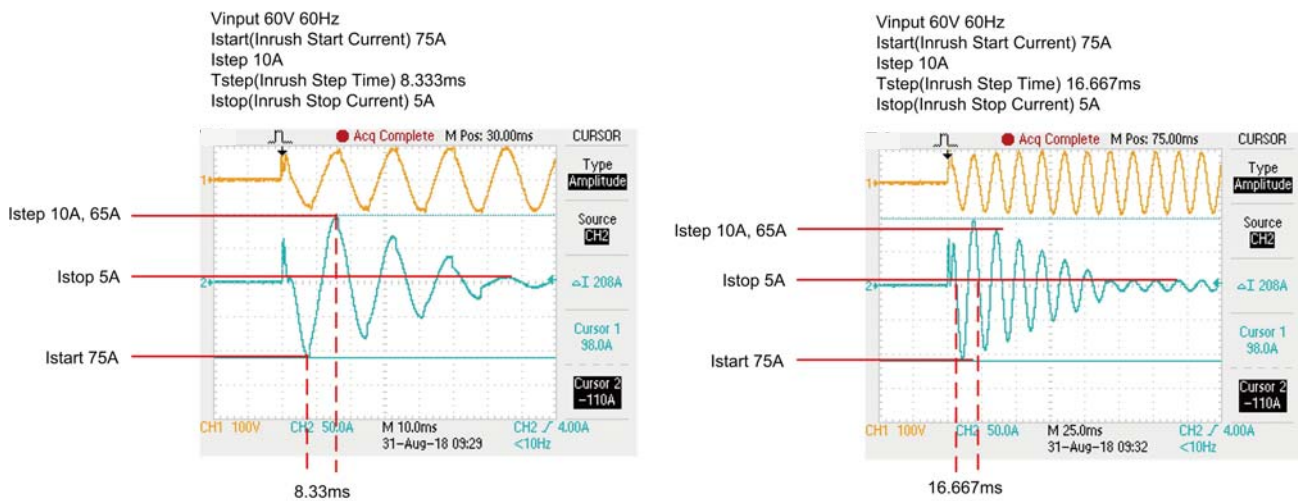 Vinput 60V 60Hz
Istart(Inrush Start Current) 75A
Istep 10A
Tstep(Inrush Step Time) 8.333ms
Istop(Inrush Stop Current) 5A
Acq Complete M Pos: 30.00ms CURSOR
Type
Amplitude
Source
CH2
△I 208A
Cursor 1
98.0A
Cursor 2
-110A
1
2
Istep 10A, 65A
Istop 5A
Istart 75A
CH1 100V CH2 50.0A M 10.0ms CH2 / 4.00A
31-Aug-18 09:29 <10Hz
8.33ms
Vinput 60V 60Hz
Istart(Inrush Start Current) 75A
Istep 10A
Tstep(Inrush Step Time) 16.667ms
Istop(Inrush Stop Current) 5A
Acq Complete M Pos: 75.00ms CURSOR
Type
Amplitude
Source
CH2
△I 208A
Cursor 1
98.0A
Cursor 2
-110A
1
2
Istep 10A, 65A
Istop 5A
Istart 75A
CH1 100V CH2 50.0A M 25.0ms CH2 / 4.00A
31-Aug-18 09:32 <10Hz
16.667ms